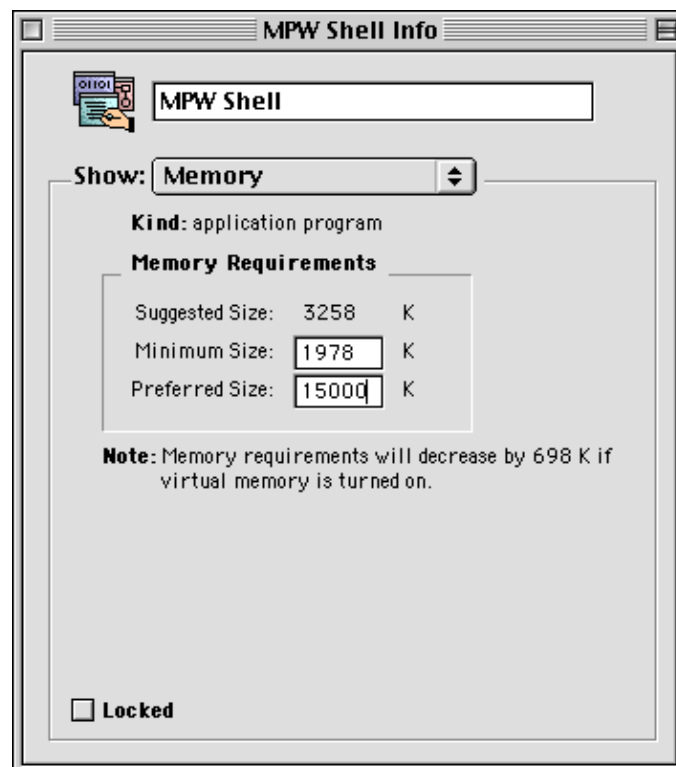 MPW Shell Info
01101
MPW Shell
Show: Memory
Kind: application program
Memory Requirements
Suggested Size: 3258 K
Minimum Size: 1978 K
Preferred Size: 15000 K
Note: Memory requirements will decrease by 698 K if
virtual memory is turned on.
Locked